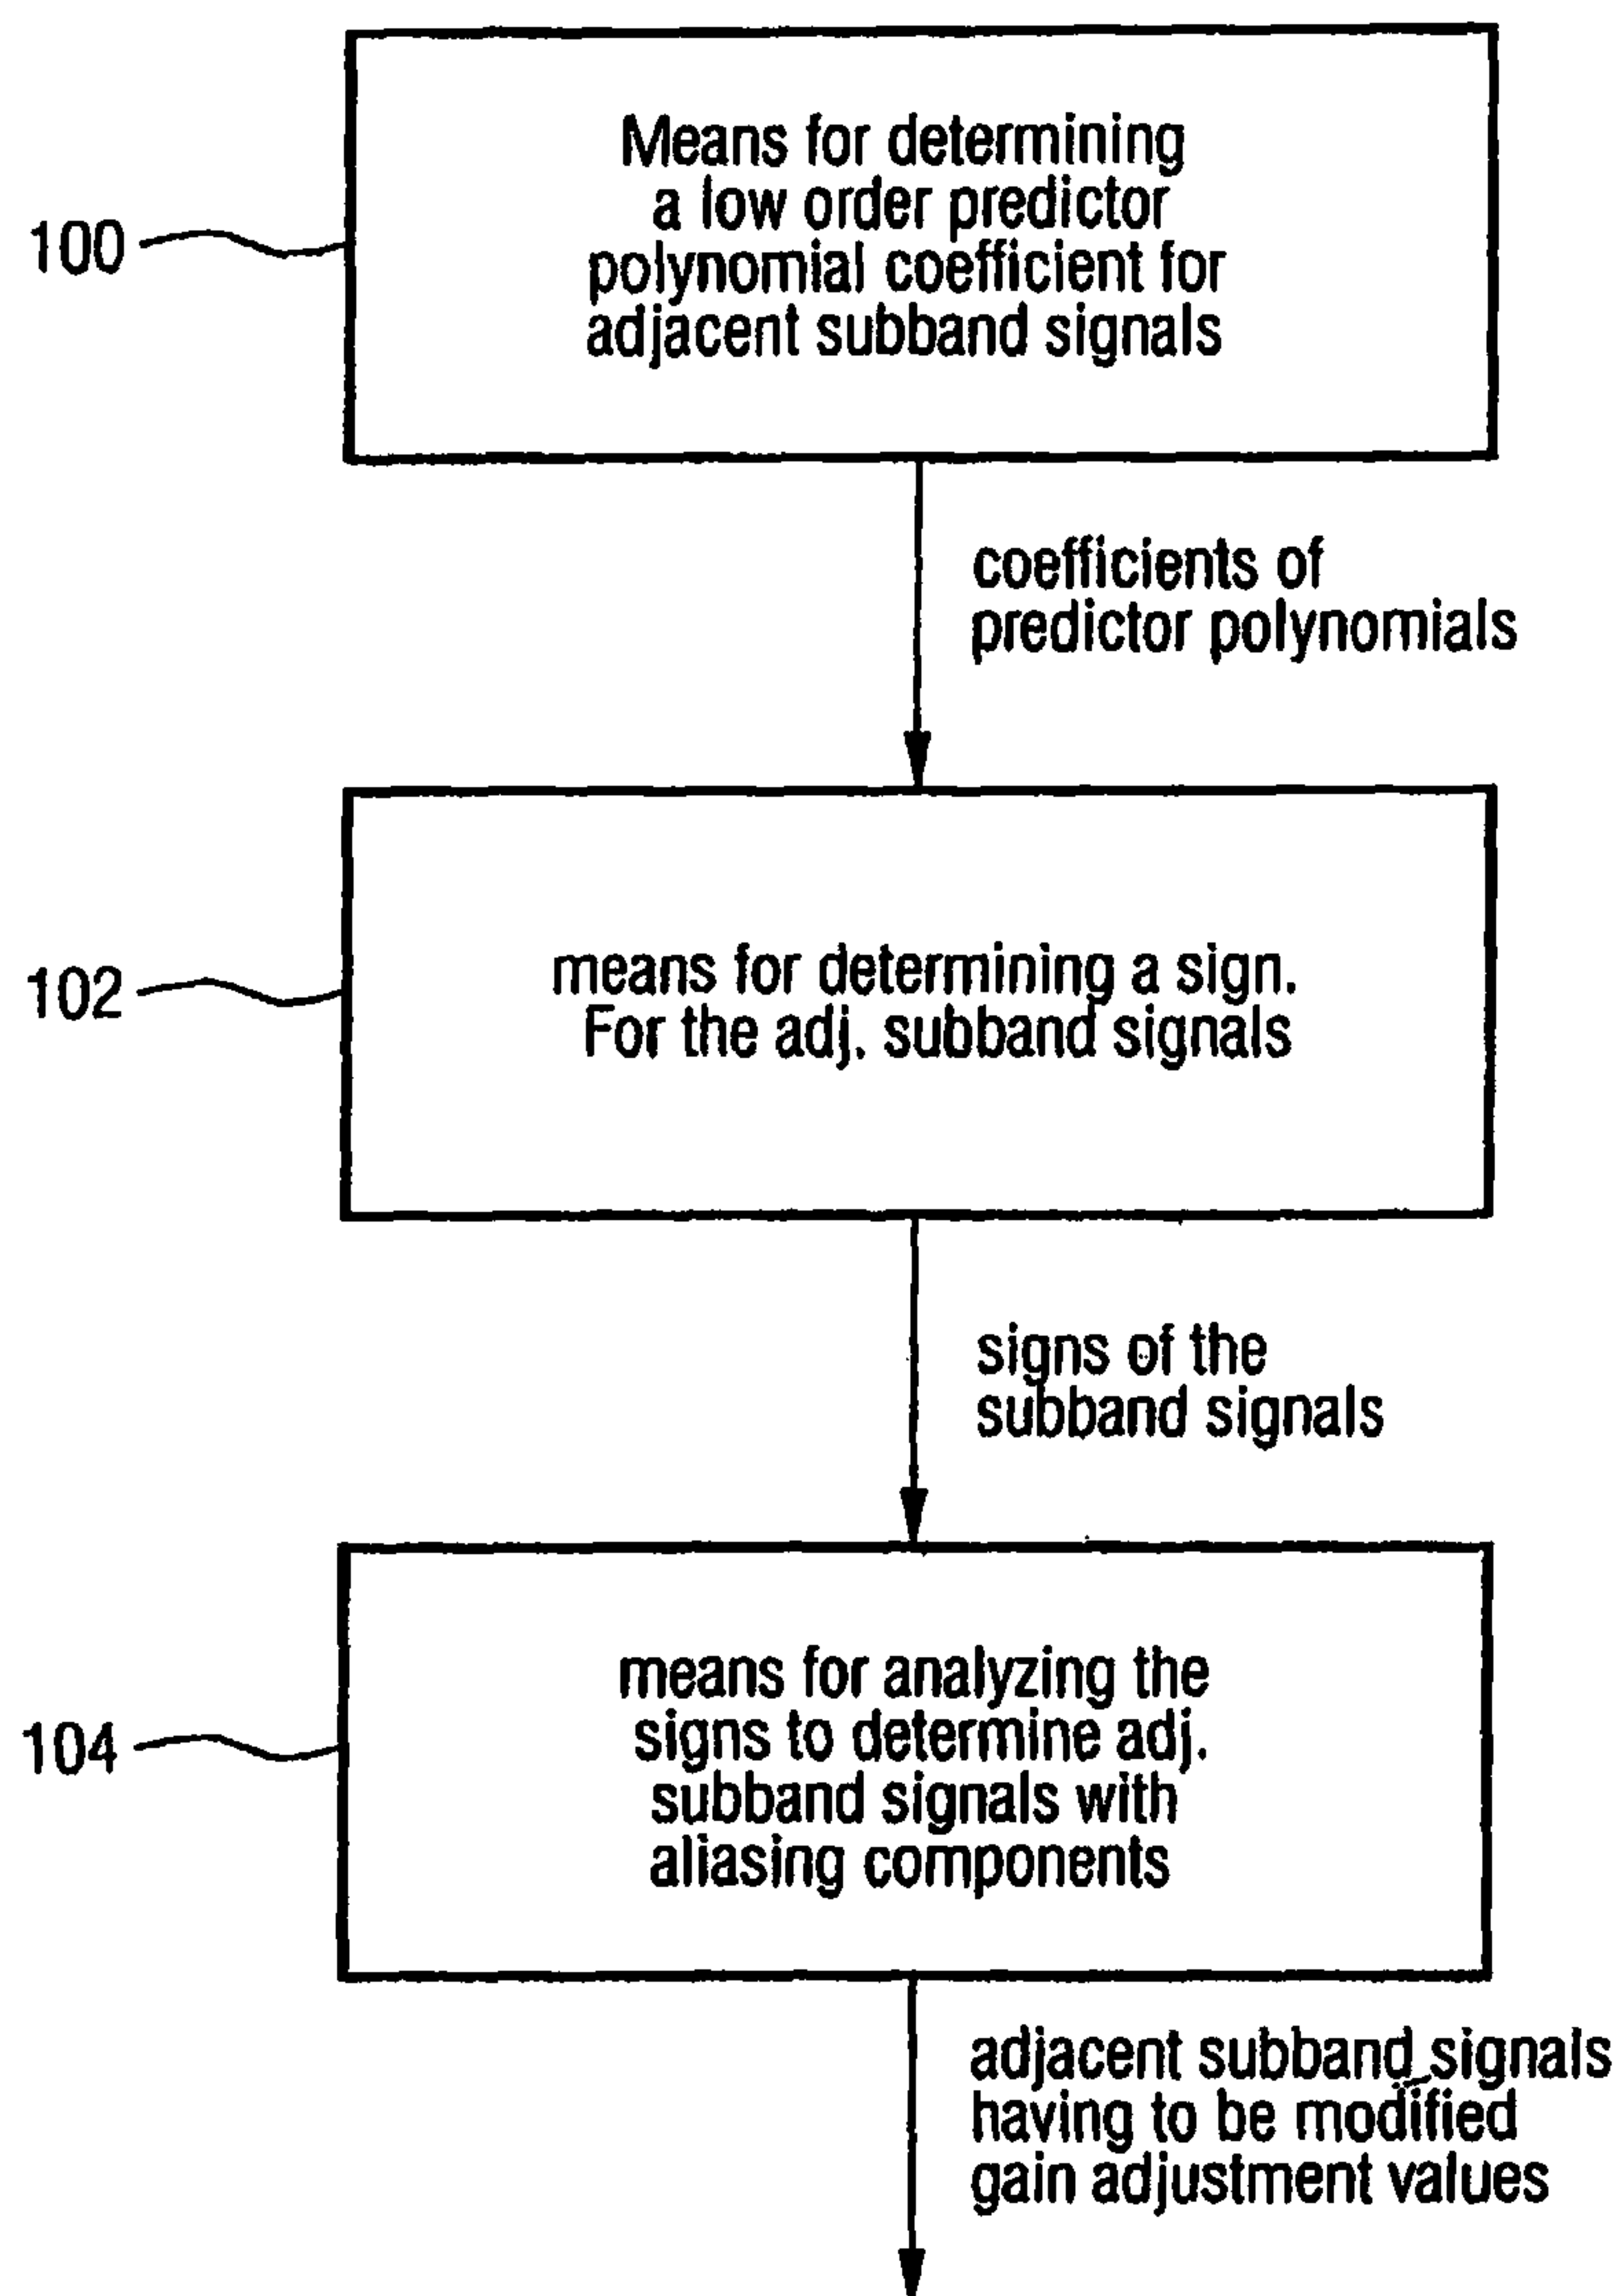 Means for determining
a low order predictor
polynomial coefficient for
adjacent subband signals
100
coefficients of
predictor polynomials
means for determining a sign.
For the adj. subband signals
102
signs of the
subband signals
means for analyzing the
signs to determine adj.
subband signals with
aliasing components
104
adjacent subband signals
having to be modified
gain adjustment values